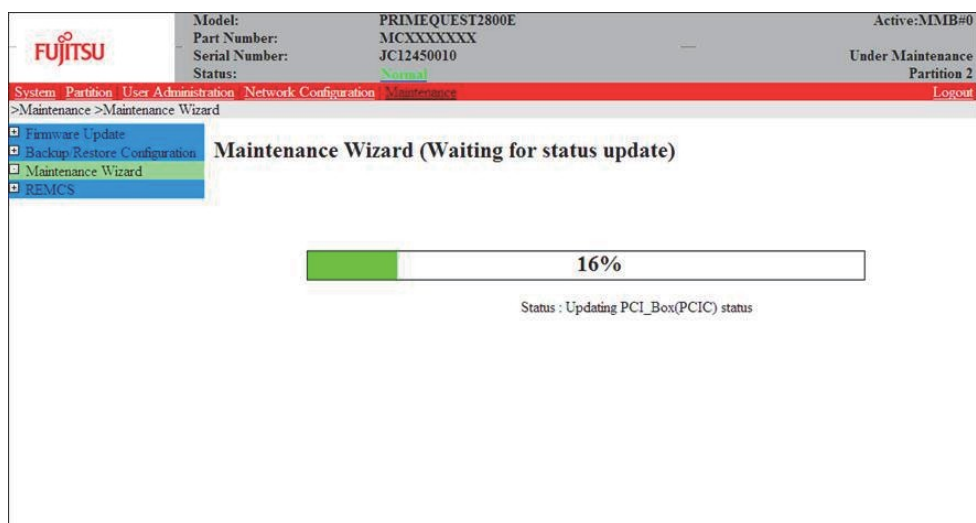 FUJITSU
Model: PRIMEQUEST2800E Active:MMB#0
Part Number: MCXXXXXXX
Serial Number: JC12450010 Under Maintenance
Status: Normal Partition 2
System Partition User Administration Network Configuration Maintenance Logout
>Maintenance >Maintenance Wizard
Firmware Update
Backup/Restore Configuration
Maintenance Wizard
REMCS
Maintenance Wizard (Waiting for status update)
16%
Status : Updating PCI_Box(PCIC) status